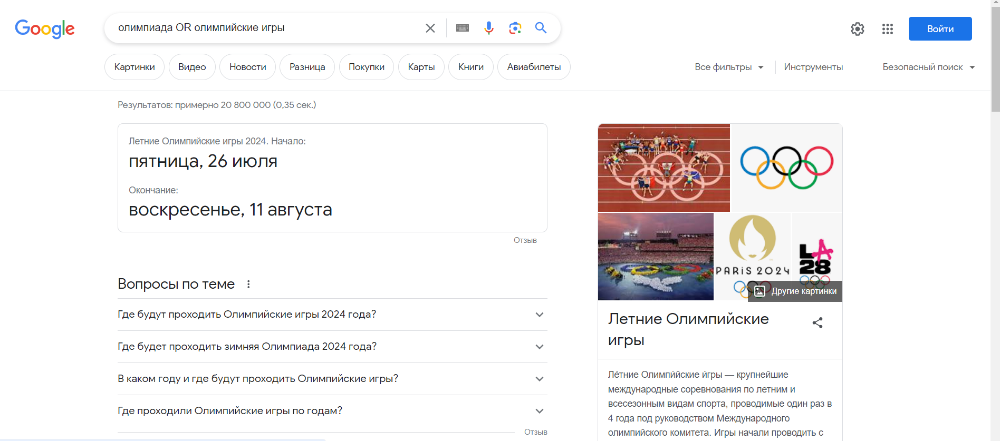 Google
олимпиада OR олимпийские игры
Войти
Картинки
Видео
Новости
Разница
Покупки
Карты
Книги
Авиабилеты
Все фильтры
Инструменты
Безопасный поиск
Результатов: примерно 20 800 000 (0,35 сек.)
Летние Олимпийские игры 2024. Начало:
пятница, 26 июля
Окончание:
воскресенье, 11 августа
Отзыв
Вопросы по теме
Где будут проходить Олимпийские игры 2024 года?
Где будет проходить зимняя Олимпиада 2024 года?
В каком году и где будут проходить Олимпийские игры?
Где проходили Олимпийские игры по годам?
Отзыв
PARIS 2024
LA
28
Другие картинки
Летние Олимпийские
игры
Ле́тние Олимпи́йские и́гры — крупнейшие
международные соревнования по летним и
всесезонным видам спорта, проводимые один раз в
4 года под руководством Международного
олимпийского комитета. Игры начали проводить с